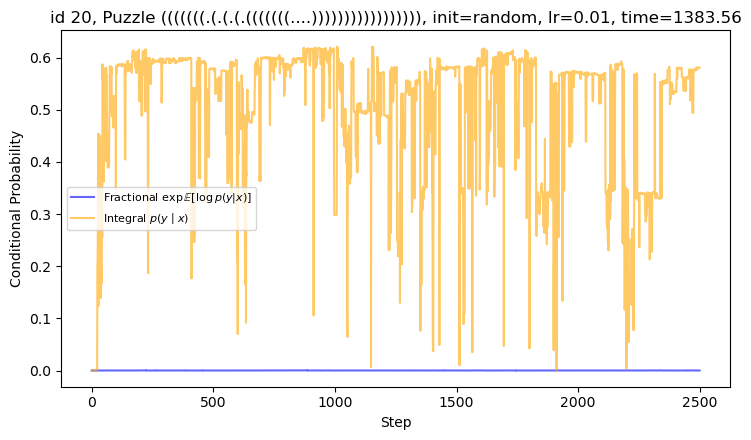 id 20, Puzzle (((((((.(.(.(.(((((((....))))))))))))))))), init=random, lr=0.01, time=1383.56
Conditional Probability
0.6
0.5
0.4
0.3
0.2
0.1
0.0
Fractional exp 𝔼[log p(y|x)]
Integral p(y | x)
0 500 1000 1500 2000 2500
Step